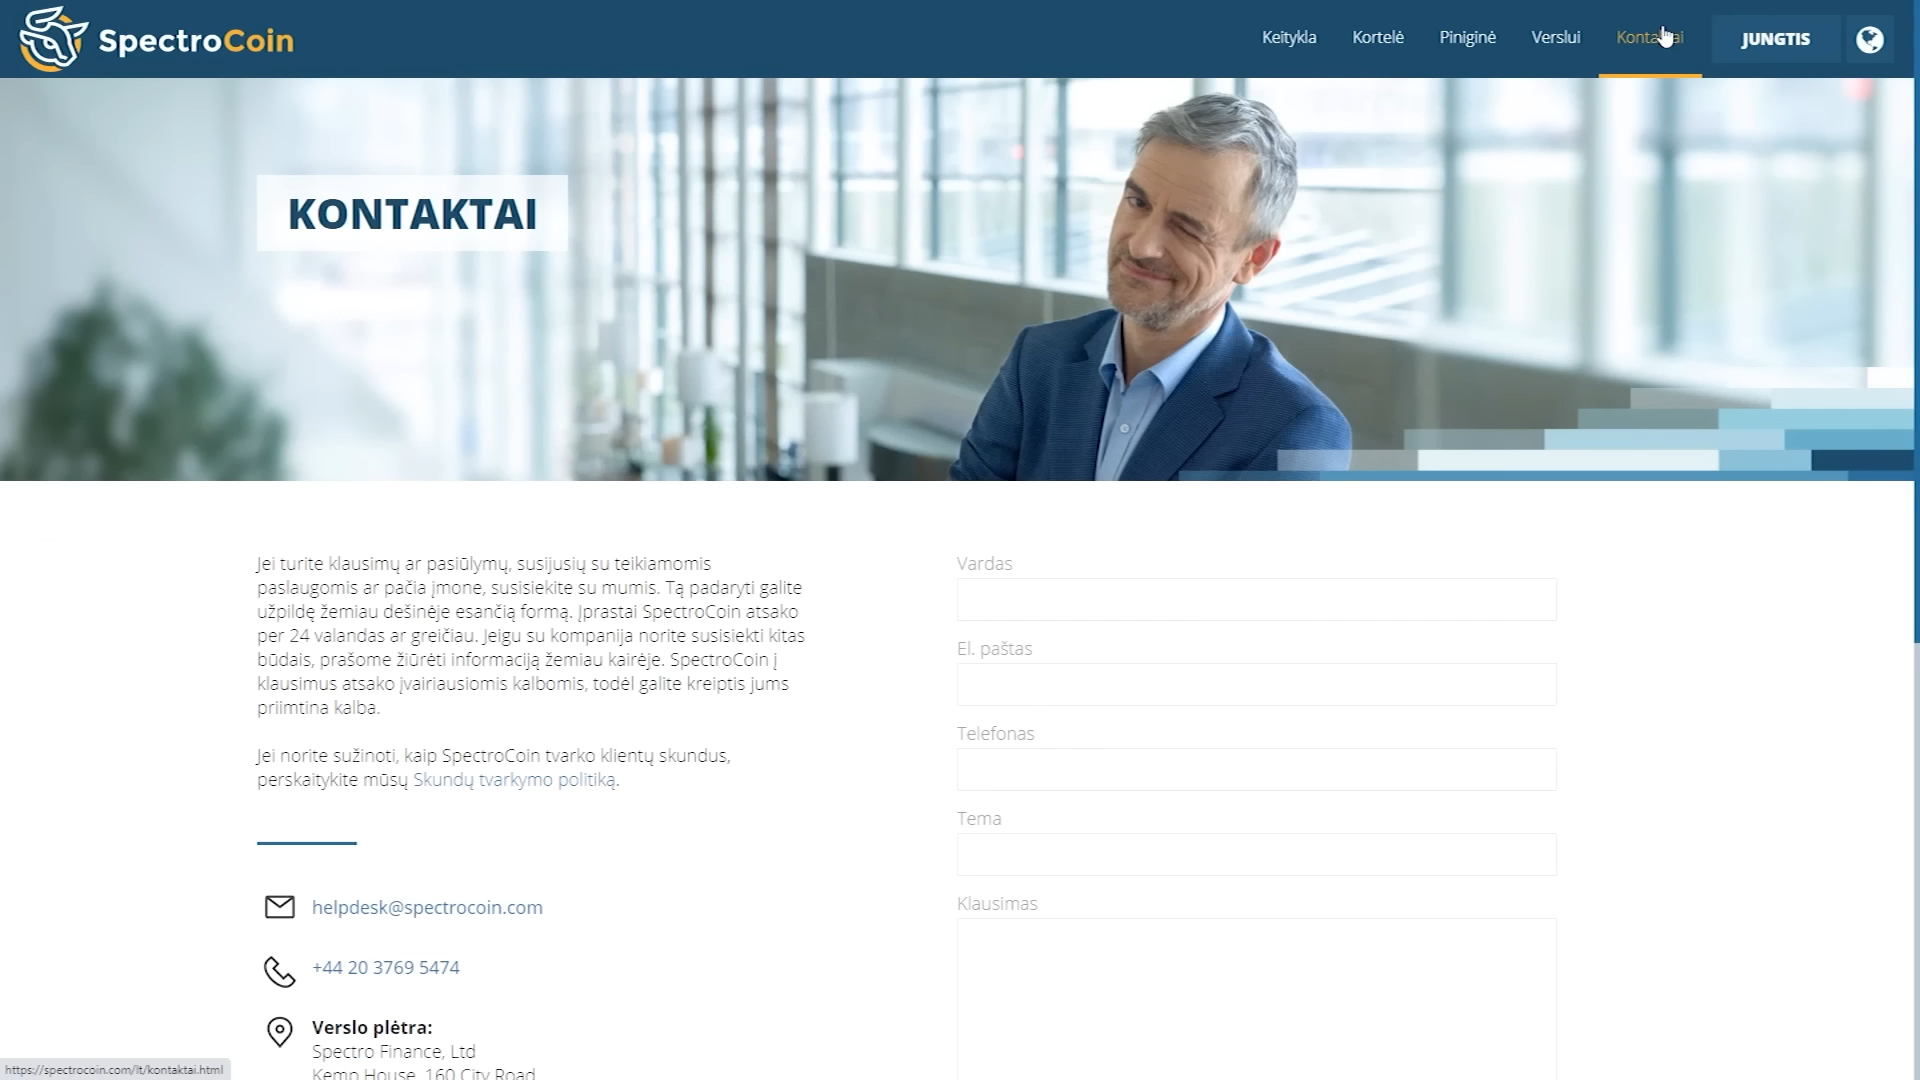 SpectroCoin
Keitykla
Kortelė
Piniginė
Verslui
JUNGTIS
KONTAKTAI
Jei turite klausimų ar pasiūlymų, susijusių su teikiamomis
paslaugomis ar pačia įmone, susisiekite su mumis. Tą padaryti galite
užpildę žemiau dešinėje esančią formą. Įprastai SpectroCoin atsako
per 24 valandas ar greičiau. Jeigu su kompanija norite susisiekti kitas
būdais, prašome žiūrėti informaciją žemiau kairėje. SpectroCoin į
klausimus atsako įvairiausiomis kalbomis, todėl galite kreiptis jums
priimtina kalba.
Jei norite sužinoti, kaip SpectroCoin tvarko klientų skundus,
perskaitykite mūsų Skundų tvarkymo politiką.
helpdesk@spectrocoin.com
+44 20 3769 5474
Verslo plėtra:
Spectro Finance, Ltd
Kemp House, 160 City Road
Vardas
El. paštas
Telefonas
Tema
Klausimas
https://spectrocoin.com/lt/kontaktai.html